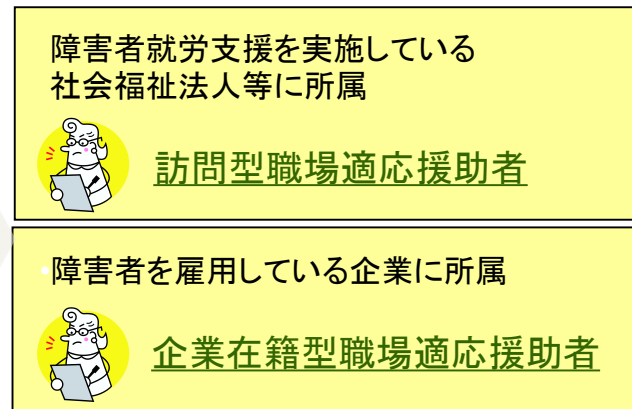 障害者就労支援を実施している
社会福祉法人等に所属
訪問型職場適応援助者
・障害者を雇用している企業に所属
企業在籍型職場適応援助者